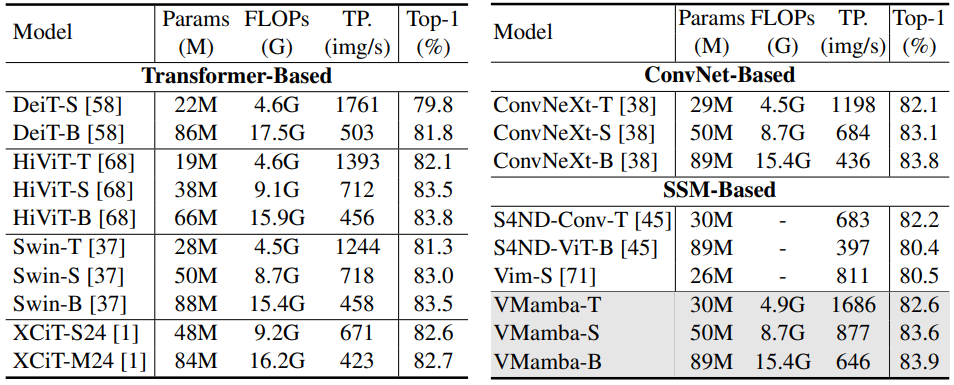 Model Params FLOPs TP. Top-1
(M) (G) (img/s) (%)
Transformer-Based
DeiT-S [58] 22M 4.6G 1761 79.8
DeiT-B [58] 86M 17.5G 503 81.8
HiViT-T [68] 19M 4.6G 1393 82.1
HiViT-S [68] 38M 9.1G 712 83.5
HiViT-B [68] 66M 15.9G 456 83.8
Swin-T [37] 28M 4.5G 1244 81.3
Swin-S [37] 50M 8.7G 718 83.0
Swin-B [37] 88M 15.4G 458 83.5
XCiT-S24 [1] 48M 9.2G 671 82.6
XCiT-M24 [1] 84M 16.2G 423 82.7
Model Params FLOPs TP. Top-1
(M) (G) (img/s) (%)
ConvNet-Based
ConvNeXt-T [38] 29M 4.5G 1198 82.1
ConvNeXt-S [38] 50M 8.7G 684 83.1
ConvNeXt-B [38] 89M 15.4G 436 83.8
SSM-Based
S4ND-Conv-T [45] 30M - 683 82.2
S4ND-ViT-B [45] 89M - 397 80.4
Vim-S [71] 26M - 811 80.5
VMamba-T 30M 4.9G 1686 82.6
VMamba-S 50M 8.7G 877 83.6
VMamba-B 89M 15.4G 646 83.9